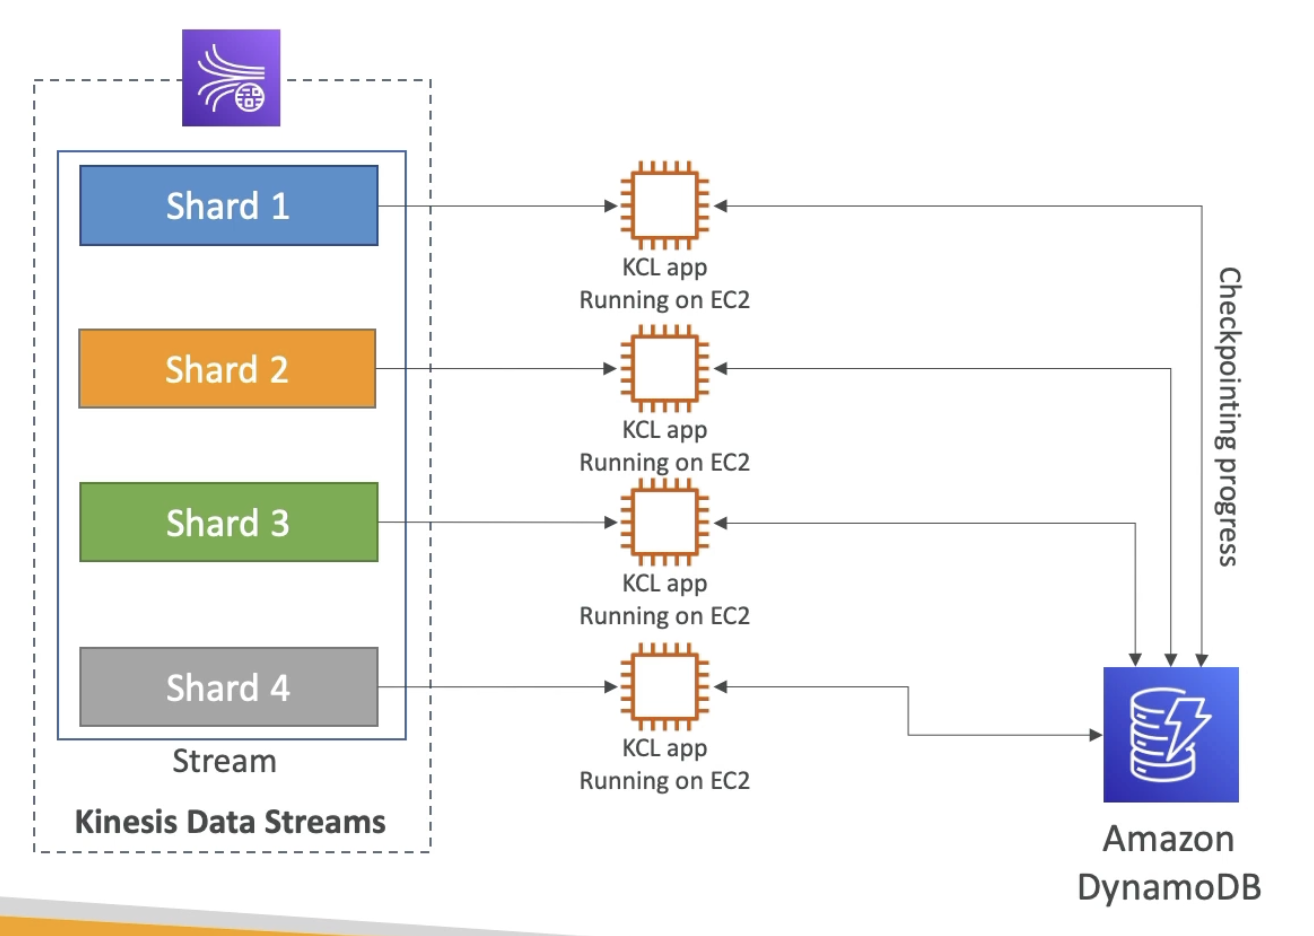 Shard 1
KCL app
Running on EC2
Shard 2
KCL app
Running on EC2
Shard 3
KCL app
Running on EC2
Shard 4
KCL app
Running on EC2
Stream
Kinesis Data Streams
Checkpointing progress
Amazon
DynamoDB